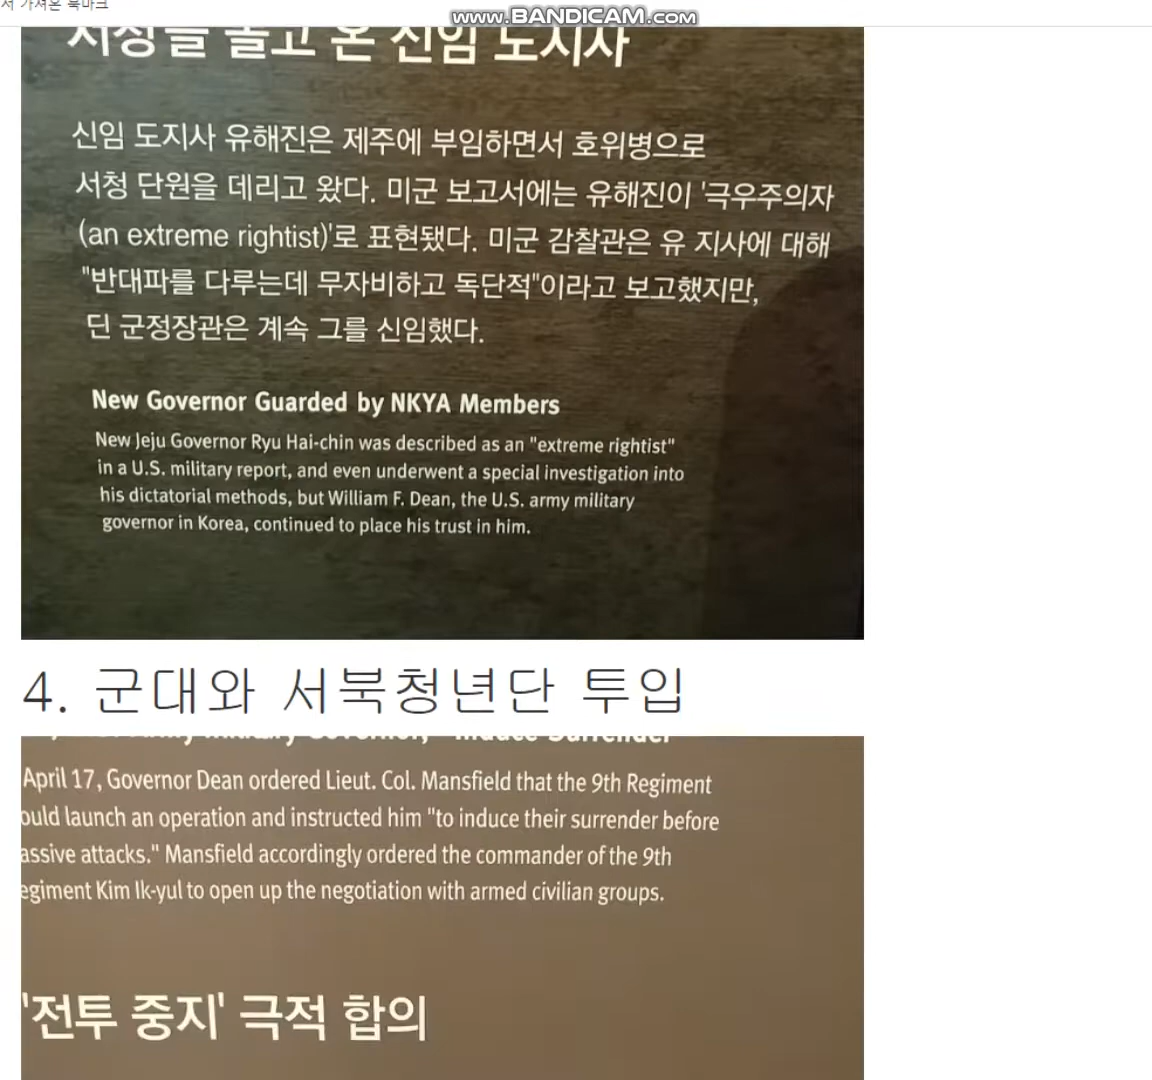 서 가져온 북마크
www.BANDICAM.com
서청을 몰고 온 신임 도지사
신임 도지사 유해진은 제주에 부임하면서 호위병으로
서청 단원을 데리고 왔다. 미군 보고서에는 유해진이 '극우주의자
(an extreme rightist)'로 표현됐다. 미군 감찰관은 유 지사에 대해
"반대파를 다루는데 무자비하고 독단적"이라고 보고했지만,
딘 군정장관은 계속 그를 신임했다.
New Governor Guarded by NKYA Members
New Jeju Governor Ryu Hai-chin was described as an "extreme rightist"
in a U.S. military report, and even underwent a special investigation into
his dictatorial methods, but William F. Dean, the U.S. army military
governor in Korea, continued to place his trust in him.
4. 군대와 서북청년단 투입
Army Military Governor, "Induce Surrender
April 17, Governor Dean ordered Lieut. Col. Mansfield that the 9th Regiment
ould launch an operation and instructed him "to induce their surrender before
assive attacks." Mansfield accordingly ordered the commander of the 9th
egiment Kim Ik-yul to open up the negotiation with armed civilian groups.
'전투 중지' 극적 합의